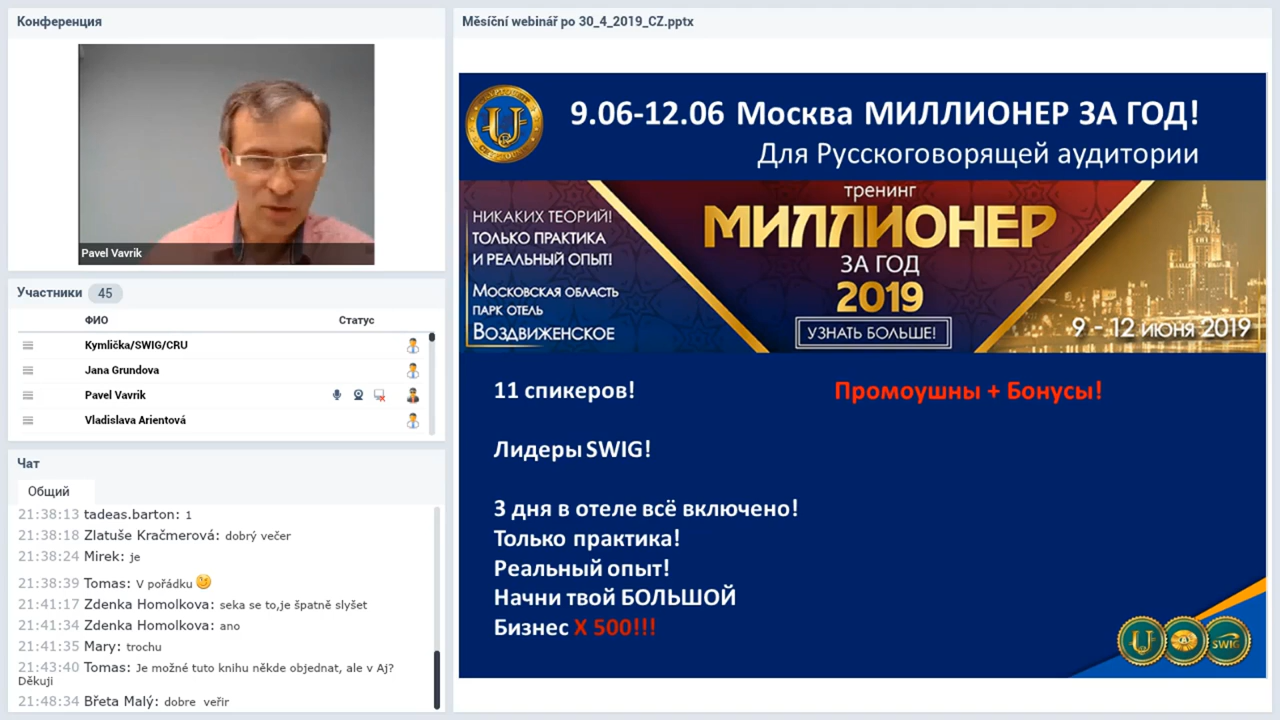 Конференция
Pavel Vavrik
Участники 45
ФИО Статус
Kymlička/SWIG/CRU
Jana Grundova
Pavel Vavrik
Vladislava Arientová
Чат
Общий
21:38:13 tadeas.barton: 1
21:38:18 Zlatuše Kračmerová: dobrý večer
21:38:24 Mirek: je
21:38:39 Tomas: V pořádku
21:41:17 Zdenka Homolkova: seka se to,je špatně slyšet
21:41:34 Zdenka Homolkova: ano
21:41:35 Mary: trochu
21:43:40 Tomas: Je možné tuto knihu někde objednat, ale v Aj?
Děkuji
21:48:34 Břeta Malý: dobre veřir
Měsíční webinář po 30_4_2019_CZ.pptx
9.06-12.06 Москва МИЛЛИОНЕР ЗА ГОД!
Для Русскоговорящей аудитории
НИКАКИХ ТЕОРИЙ!
ТОЛЬКО ПРАКТИКА
И РЕАЛЬНЫЙ ОПЫТ!
МОСКОВСКАЯ ОБЛАСТЬ
ПАРК ОТЕЛЬ
ВОЗДВИЖЕНСКОЕ
тренинг
МИЛЛИОНЕР
ЗА ГОД
2019
УЗНАТЬ БОЛЬШЕ!
9 - 12 ИЮНЯ 2019
11 спикеров!
Промоушны + Бонусы!
Лидеры SWIG!
3 дня в отеле всё включено!
Только практика!
Реальный опыт!
Начни твой БОЛЬШОЙ
Бизнес X 500!!!
SWIG